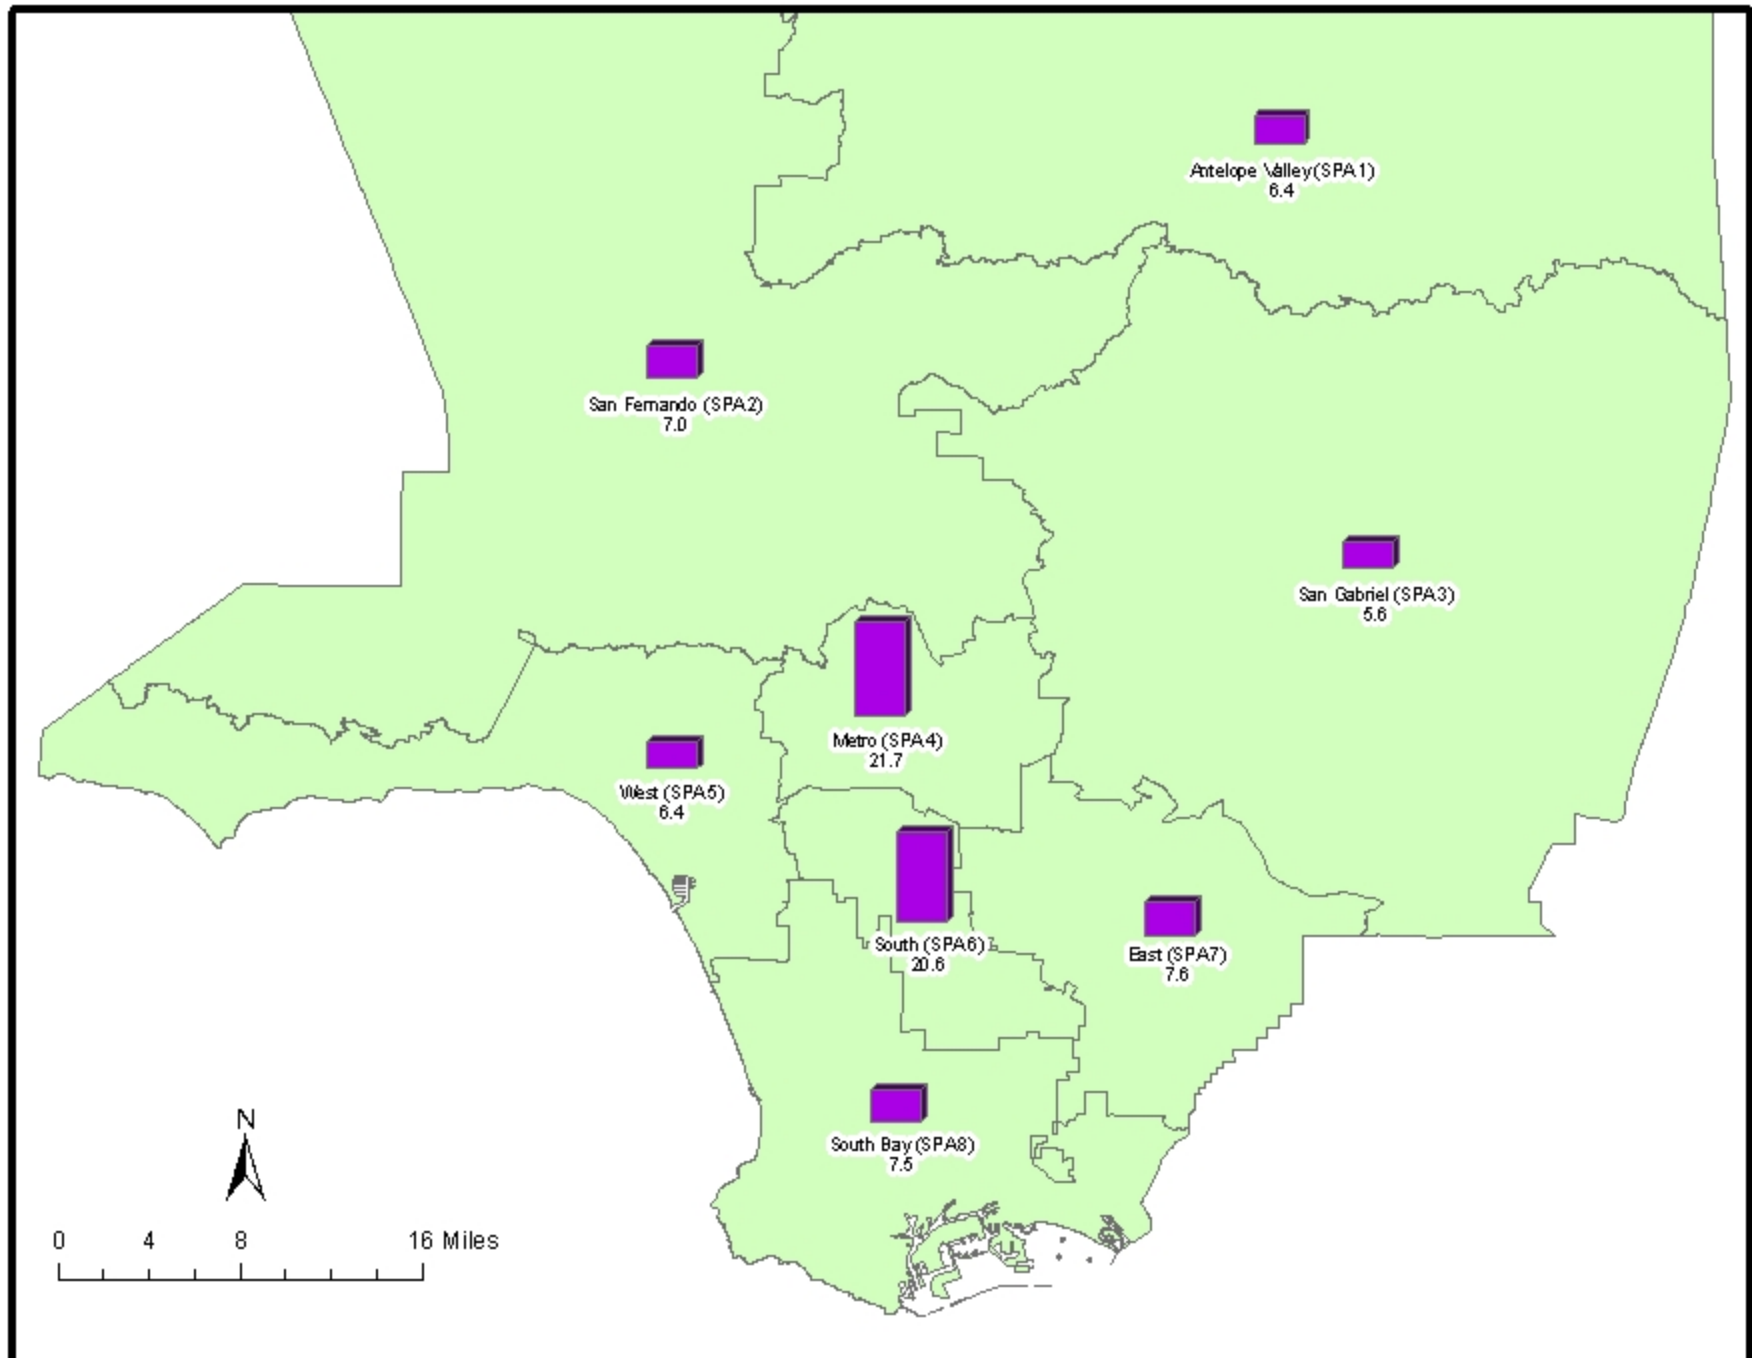 Antelope Valley (SPA1)
6.4
San Fernando (SPA2)
7.0
San Gabriel (SPA3)
5.6
Metro (SPA4)
21.7
West (SPA5)
6.4
South (SPA6)
20.6
East (SPA7)
7.6
South Bay (SPA8)
7.5
N
0 4 8 16 Miles